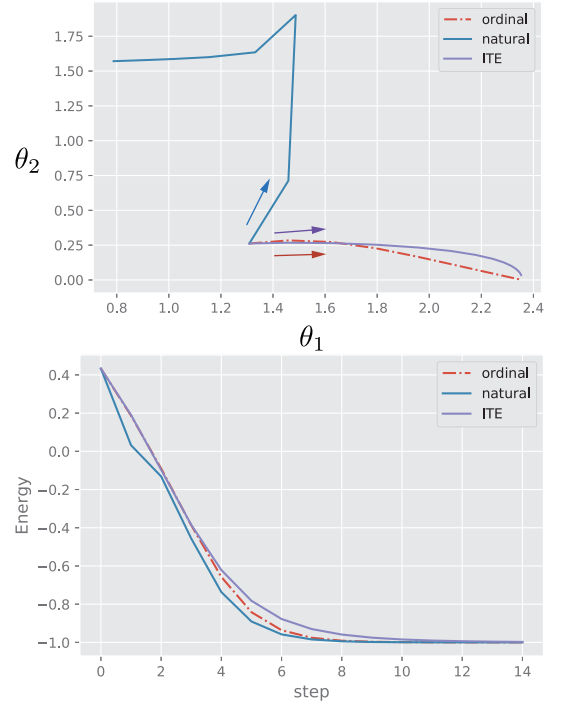 1.75
1.50
1.25
1.00
0.75
0.50
0.25
0.00
θ2
ordinal
natural
ITE
0.8 1.0 1.2 1.4 1.6 1.8 2.0 2.2 2.4
θ1
0.4
0.2
0.0
−0.2
−0.4
−0.6
−0.8
−1.0
Energy
ordinal
natural
ITE
0 2 4 6 8 10 12 14
step